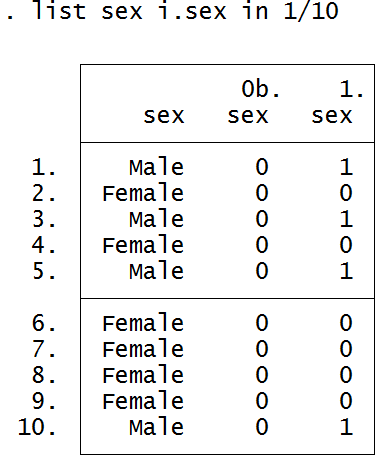 . list sex i.sex in 1/10
0b. 1.
sex sex sex
1. Male 0 1
2. Female 0 0
3. Male 0 1
4. Female 0 0
5. Male 0 1
6. Female 0 0
7. Female 0 0
8. Female 0 0
9. Female 0 0
10. Male 0 1